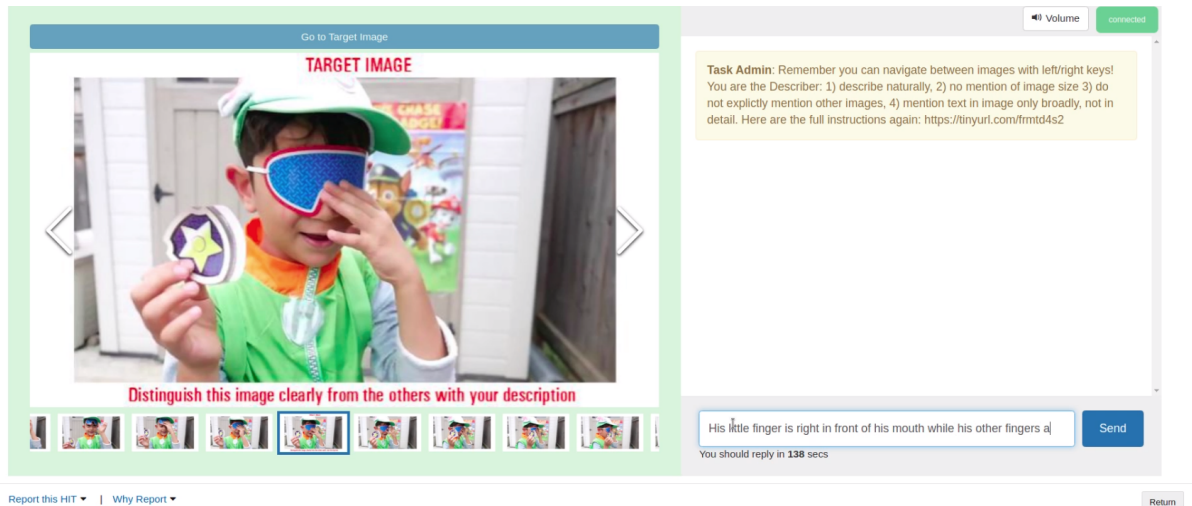 Go to Target Image
TARGET IMAGE
CHASE
Distinguish this image clearly from the others with your description
Volume
connected
Task Admin: Remember you can navigate between images with left/right keys!
You are the Describer: 1) describe naturally, 2) no mention of image size 3) do
not explictly mention other images, 4) mention text in image only broadly, not in
detail. Here are the full instructions again: https://tinyurl.com/frmtd4s2
His little finger is right in front of his mouth while his other fingers a
Send
You should reply in 138 secs
Report this HIT | Why Report
Return